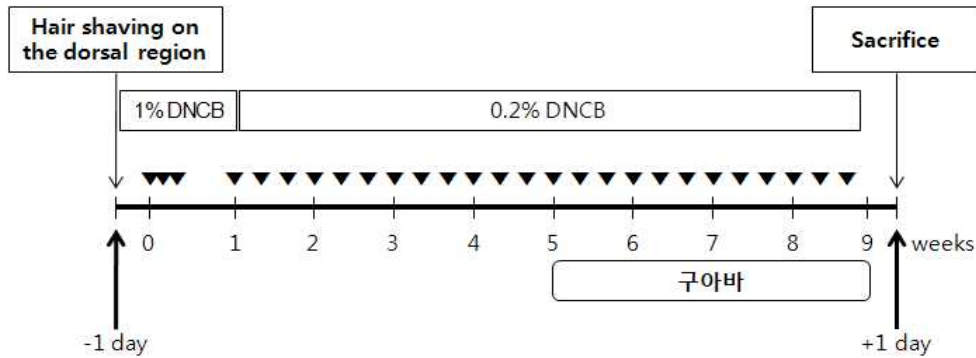 Hair shaving on
the dorsal region
Sacrifice
1% DNCB
0.2% DNCB
0 1 2 3 4 5 6 7 8 9 weeks
구아바
-1 day
+1 day